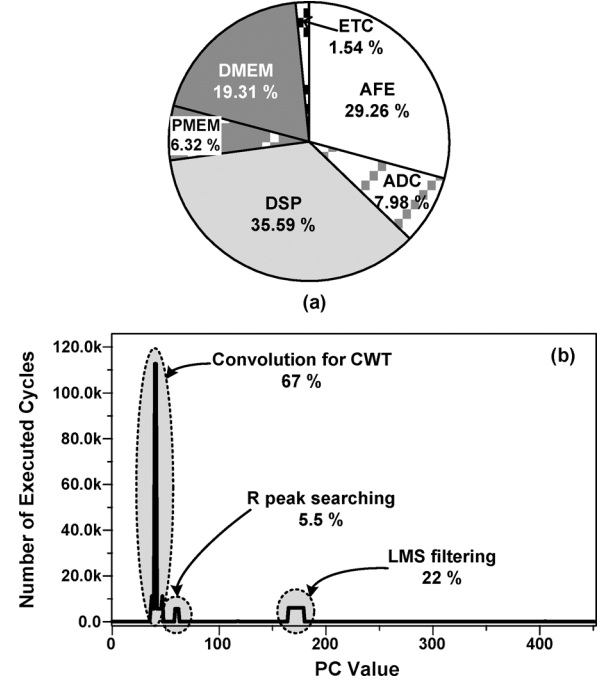 ETC
1.54 %
DMEM
19.31 %
AFE
29.26 %
PMEM
6.32 %
ADC
7.98 %
DSP
35.59 %
(a)
(b)
Number of Executed Cycles
120.0k
100.0k
80.0k
60.0k
40.0k
20.0k
0.0
Convolution for CWT
67 %
R peak searching
5.5 %
LMS filtering
22 %
0 100 200 300 400
PC Value